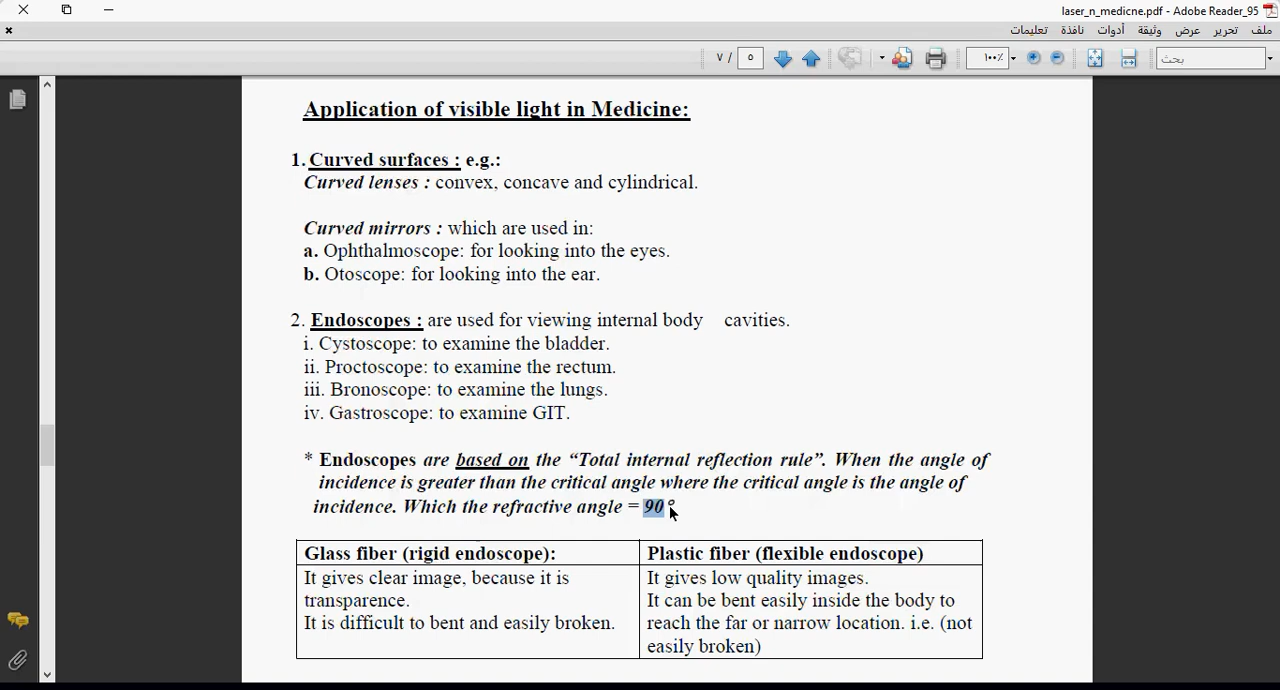 laser_n_medicne.pdf - Adobe Reader_95
ملف تحرير عرض وثيقة أدوات نافذة تعليمات
٧ / ٥ ١٠٠٪ بحث
Application of visible light in Medicine:
1. Curved surfaces : e.g.:
Curved lenses : convex, concave and cylindrical.
Curved mirrors : which are used in:
a. Ophthalmoscope: for looking into the eyes.
b. Otoscope: for looking into the ear.
2. Endoscopes : are used for viewing internal body cavities.
i. Cystoscope: to examine the bladder.
ii. Proctoscope: to examine the rectum.
iii. Bronoscope: to examine the lungs.
iv. Gastroscope: to examine GIT.
* Endoscopes are based on the “Total internal reflection rule”. When the angle of
incidence is greater than the critical angle where the critical angle is the angle of
incidence. Which the refractive angle = 90°
Glass fiber (rigid endoscope):
It gives clear image, because it is
transparence.
It is difficult to bent and easily broken.
Plastic fiber (flexible endoscope)
It gives low quality images.
It can be bent easily inside the body to
reach the far or narrow location. i.e. (not
easily broken)